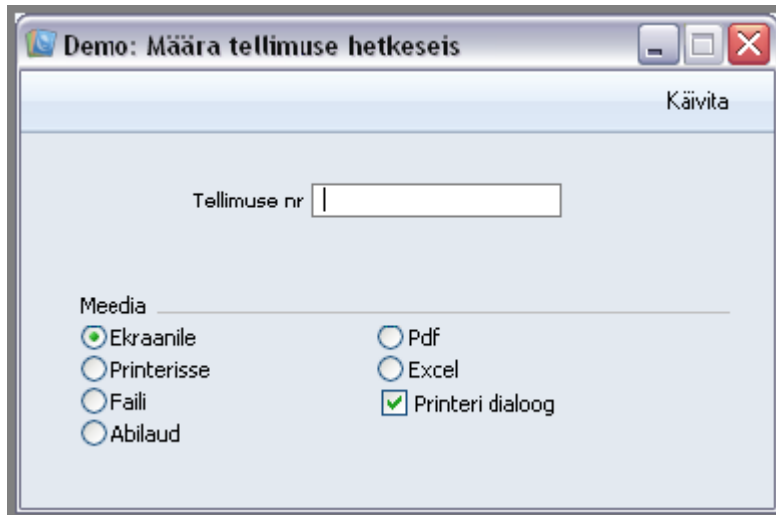 Demo: Määra tellimuse hetkeseis
Käivita
Tellimuse nr
Meedia
Ekraanile
Pdf
Printerisse
Excel
Faili
Printeri dialoog
Abilaud